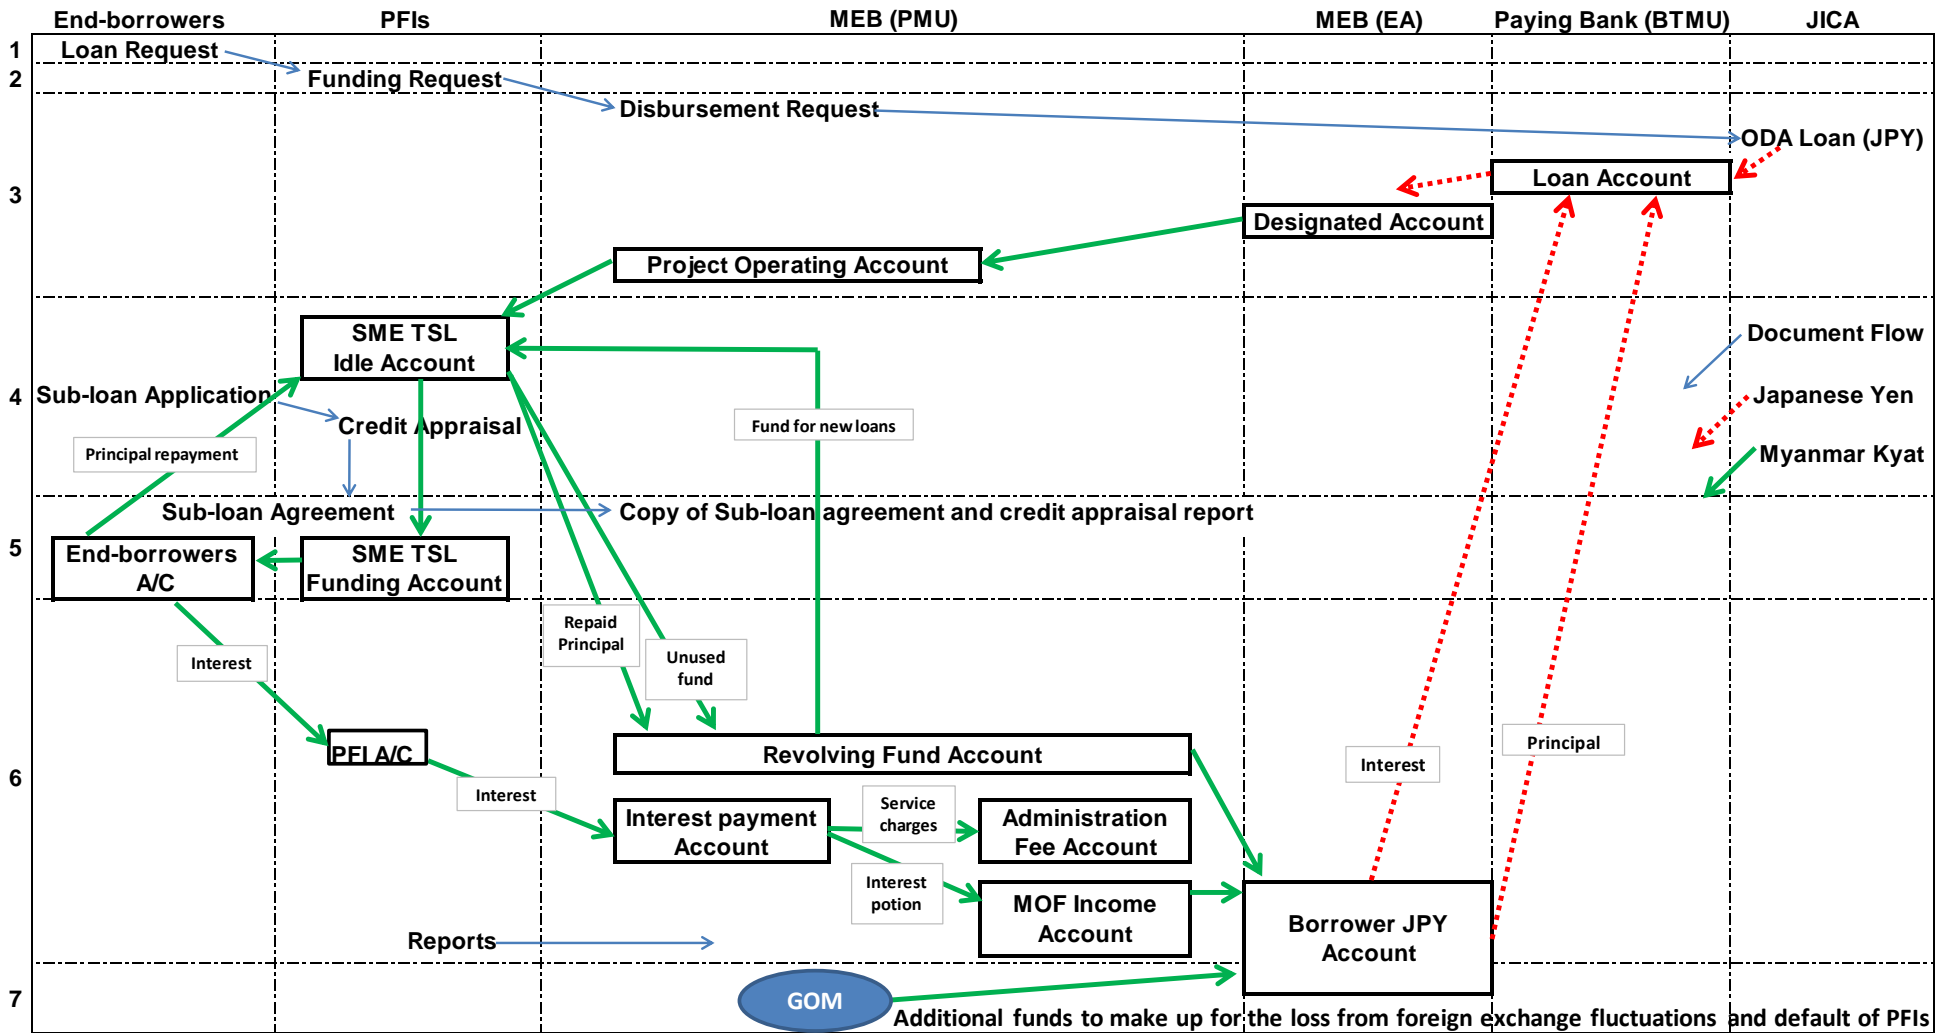 End-borrowers PFIs MEB (PMU) MEB (EA) Paying Bank (BTMU) JICA
1 Loan Request
2 Funding Request
Disbursement Request
ODA Loan (JPY)
Loan Account
3
Designated Account
Project Operating Account
SME TSL
Idle Account
Document Flow
4
Sub-loan Application
Japanese Yen
Credit Appraisal
Fund for new loans
Principal repayment
Myanmar Kyat
Sub-loan Agreement
Copy of Sub-loan agreement and credit appraisal report
5
End-borrowers
A/C
SME TSL
Funding Account
Repaid
Principal
Unused
fund
Interest
PFI A/C
Revolving Fund Account
Interest
Principal
6
Interest
Interest payment
Account
Service
charges
Administration
Fee Account
Interest
potion
MOF Income
Account
Borrower JPY
Account
Reports
7
GOM
Additional funds to make up for the loss from foreign exchange fluctuations and default of PFIs